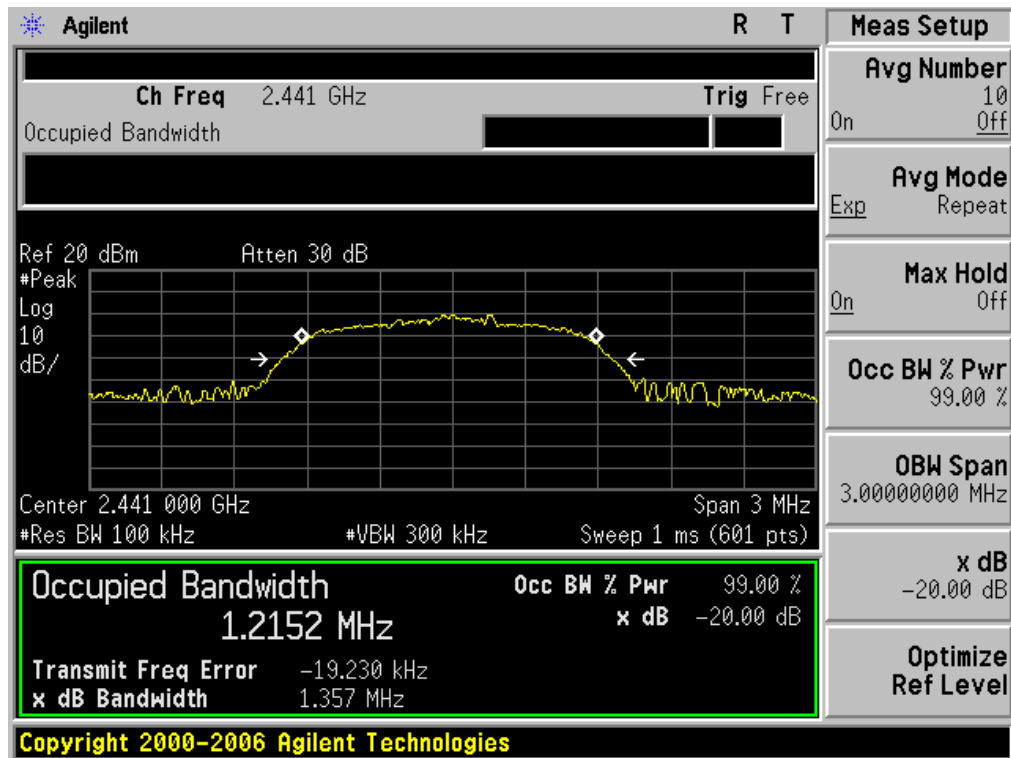 Agilent R T
Ch Freq 2.441 GHz Trig Free
Occupied Bandwidth
Ref 20 dBm Atten 30 dB
#Peak
Log
10
dB/
Center 2.441 000 GHz Span 3 MHz
#Res BW 100 kHz #VBW 300 kHz Sweep 1 ms (601 pts)
Occupied Bandwidth
1.2152 MHz
Occ BW % Pwr 99.00 %
x dB -20.00 dB
Transmit Freq Error -19.230 kHz
x dB Bandwidth 1.357 MHz
Copyright 2000-2006 Agilent Technologies
Meas Setup
Avg Number
10
On Off
Avg Mode
Exp Repeat
Max Hold
On Off
Occ BW % Pwr
99.00 %
OBW Span
3.00000000 MHz
x dB
-20.00 dB
Optimize
Ref Level